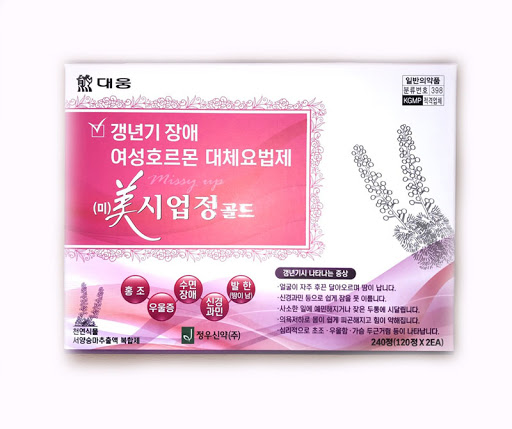 대웅
일반의약품
분류번호 398
KGMP 적격업체
갱년기 장애
여성호르몬 대체요법제
Missy up
(미)美시업정골드
홍조
우울증
수면장애
신경과민
발한(땀이남)
갱년기시 나타나는 증상
·얼굴이 자주 후끈 달아오르며 땀이 납니다.
·신경과민 등으로 쉽게 잠을 못 이룹니다.
·사소한 일에 예민해지거나 잦은 두통에 시달립니다.
·의욕저하로 몸이 쉽게 피곤해지고 힘이 약해집니다.
·심리적으로 초조·우울함·가슴 두근거림 등이 나타납니다.
천연식물
서양승마추출액 복합제
정우신약(주)
240정(120정 X 2EA)